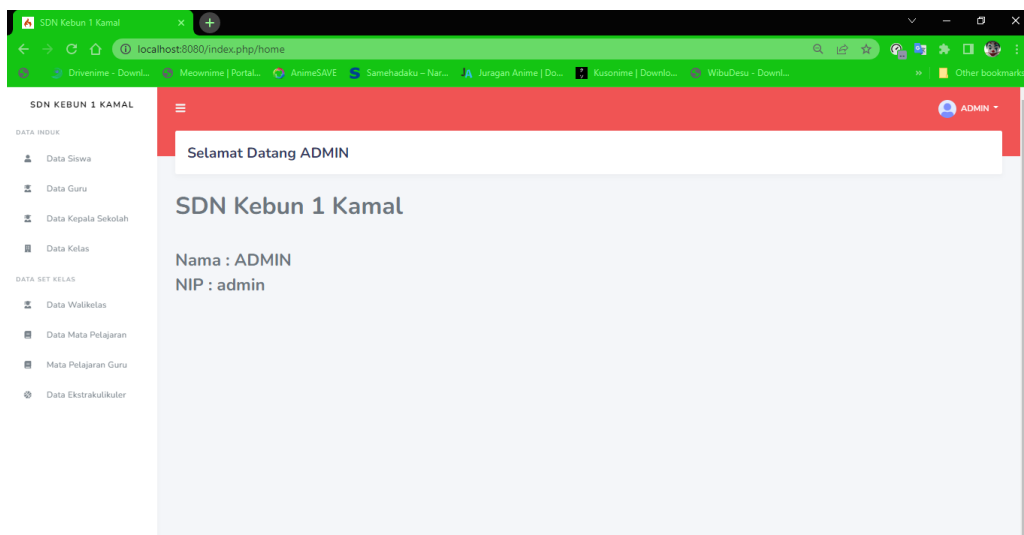 SDN Kebun 1 Kamal
localhost:8080/index.php/home
Drivenime - Downl... Meownime | Portal... AnimeSAVE Samehadaku – Nar... Juragan Anime | Do... Kusonime | Downlo... WibuDesu - Downl... » Other bookmarks
SDN KEBUN 1 KAMAL
ADMIN
DATA INDUK
Data Siswa
Data Guru
Data Kepala Sekolah
Data Kelas
DATA SET KELAS
Data Walikelas
Data Mata Pelajaran
Mata Pelajaran Guru
Data Ekstrakulikuler
Selamat Datang ADMIN
SDN Kebun 1 Kamal
Nama : ADMIN
NIP : admin